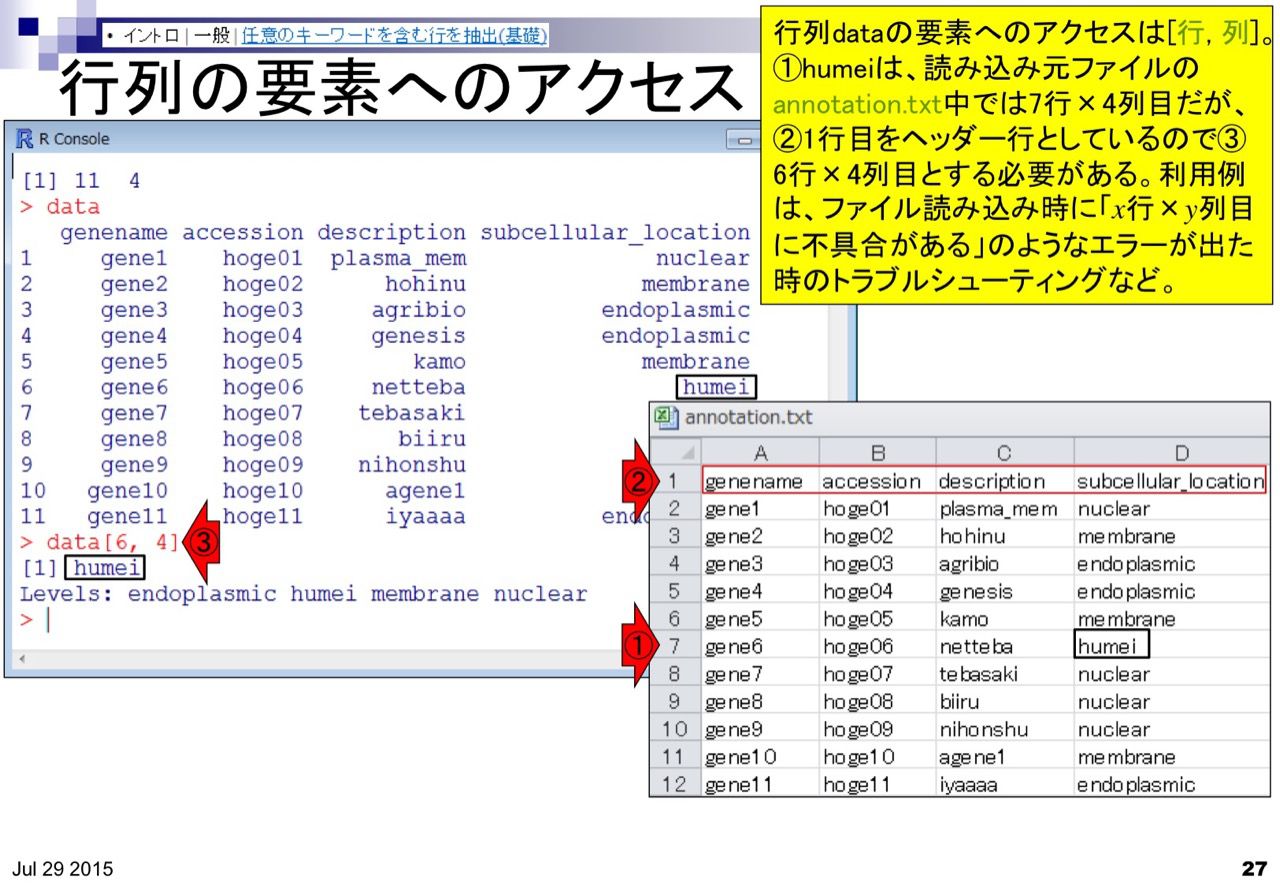 • イントロ | 一般 | 任意のキーワードを含む行を抽出(基礎)
行列の要素へのアクセス
行列dataの要素へのアクセスは[行, 列]。
①humeiは、読み込み元ファイルの
annotation.txt中では7行×4列目だが、
②1行目をヘッダー行としているので③
6行×4列目とする必要がある。利用例
は、ファイル読み込み時に「x行×y列目
に不具合がある」のようなエラーが出た
時のトラブルシューティングなど。
R Console
[1] 11 4
> data
genename accession description subcellular_location
1 gene1 hoge01 plasma_mem nuclear
2 gene2 hoge02 hohinu membrane
3 gene3 hoge03 agribio endoplasmic
4 gene4 hoge04 genesis endoplasmic
5 gene5 hoge05 kamo membrane
6 gene6 hoge06 netteba humei
7 gene7 hoge07 tebasaki
8 gene8 hoge08 biiru
9 gene9 hoge09 nihonshu
10 gene10 hoge10 agene1
11 gene11 hoge11 iyaaaa
> data[6, 4] ③
[1] humei
Levels: endoplasmic humei membrane nuclear
>
annotation.txt
A B C D
② 1 genename accession description subcellular_location
2 gene1 hoge01 plasma_mem nuclear
3 gene2 hoge02 hohinu membrane
4 gene3 hoge03 agribio endoplasmic
5 gene4 hoge04 genesis endoplasmic
6 gene5 hoge05 kamo membrane
① 7 gene6 hoge06 netteba humei
8 gene7 hoge07 tebasaki nuclear
9 gene8 hoge08 biiru nuclear
10 gene9 hoge09 nihonshu nuclear
11 gene10 hoge10 agene1 membrane
12 gene11 hoge11 iyaaaa endoplasmic
Jul 29 2015
27